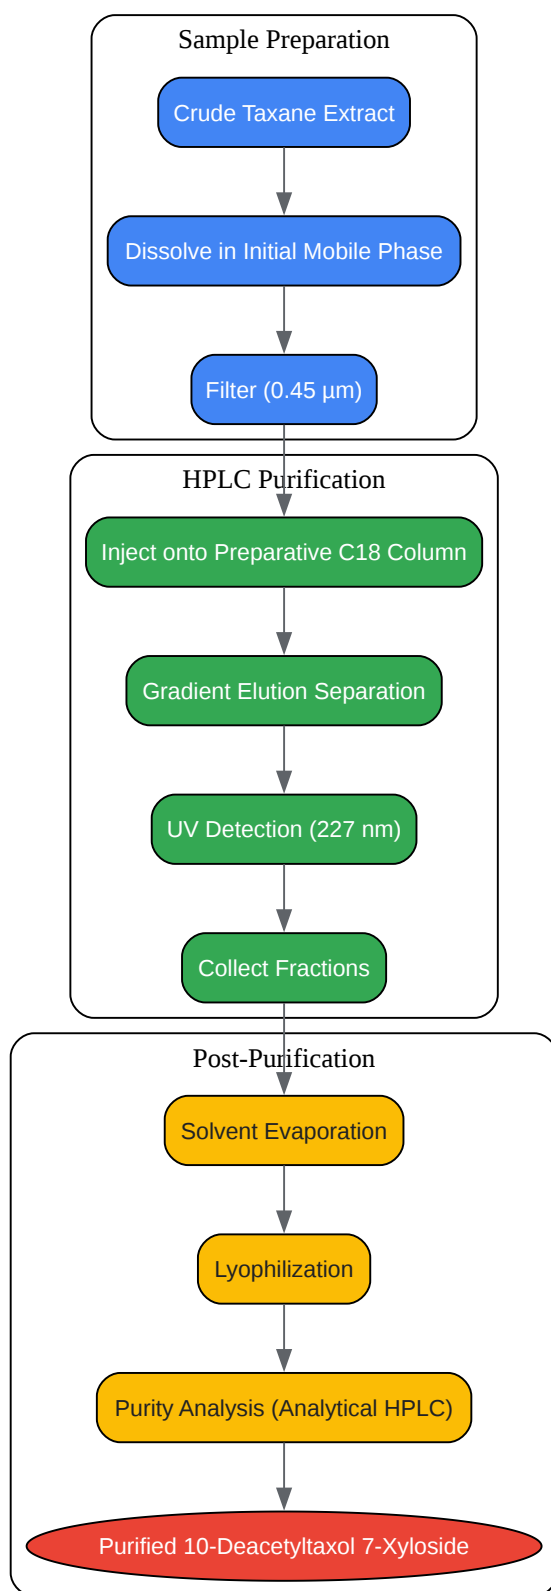 Sample Preparation
Crude Taxane Extract
Dissolve in Initial Mobile Phase
Filter (0.45 µm)
HPLC Purification
Inject onto Preparative C18 Column
Gradient Elution Separation
UV Detection (227 nm)
Collect Fractions
Post-Purification
Solvent Evaporation
Lyophilization
Purity Analysis (Analytical HPLC)
Purified 10-Deacetyltaxol 7-Xyloside